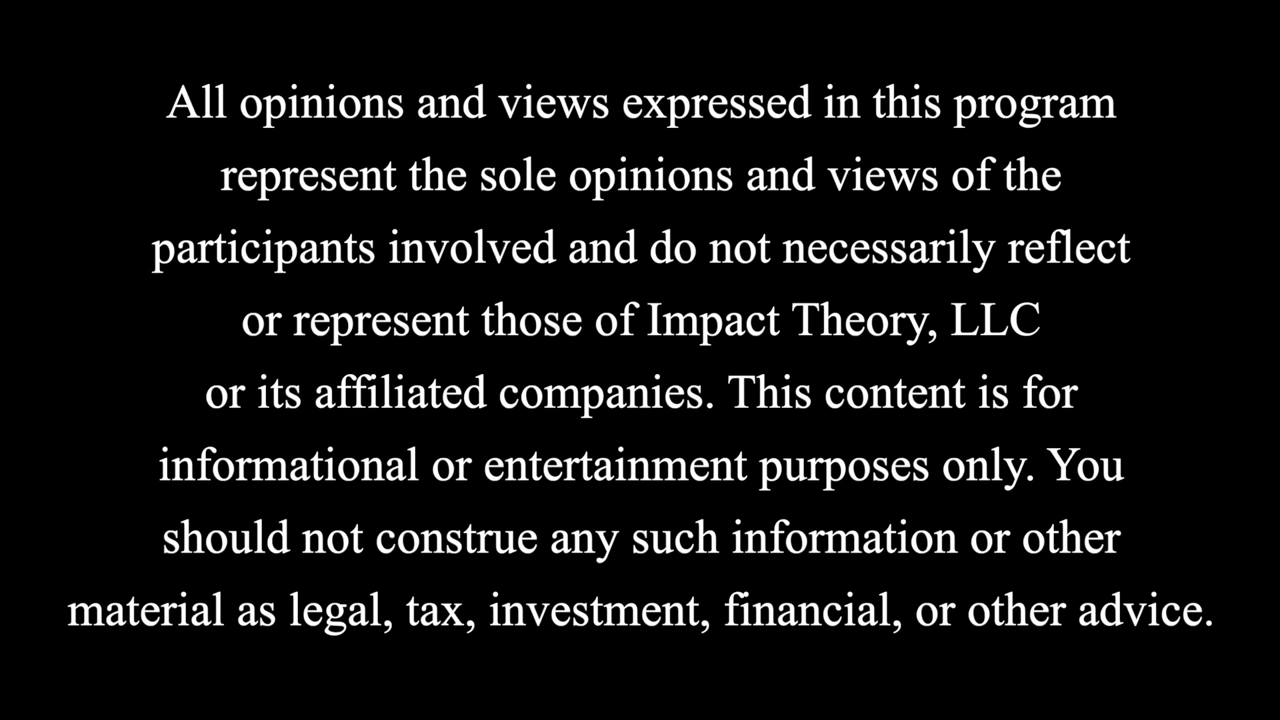 All opinions and views expressed in this program
represent the sole opinions and views of the
participants involved and do not necessarily reflect
or represent those of Impact Theory, LLC
or its affiliated companies. This content is for
informational or entertainment purposes only. You
should not construe any such information or other
material as legal, tax, investment, financial, or other advice.